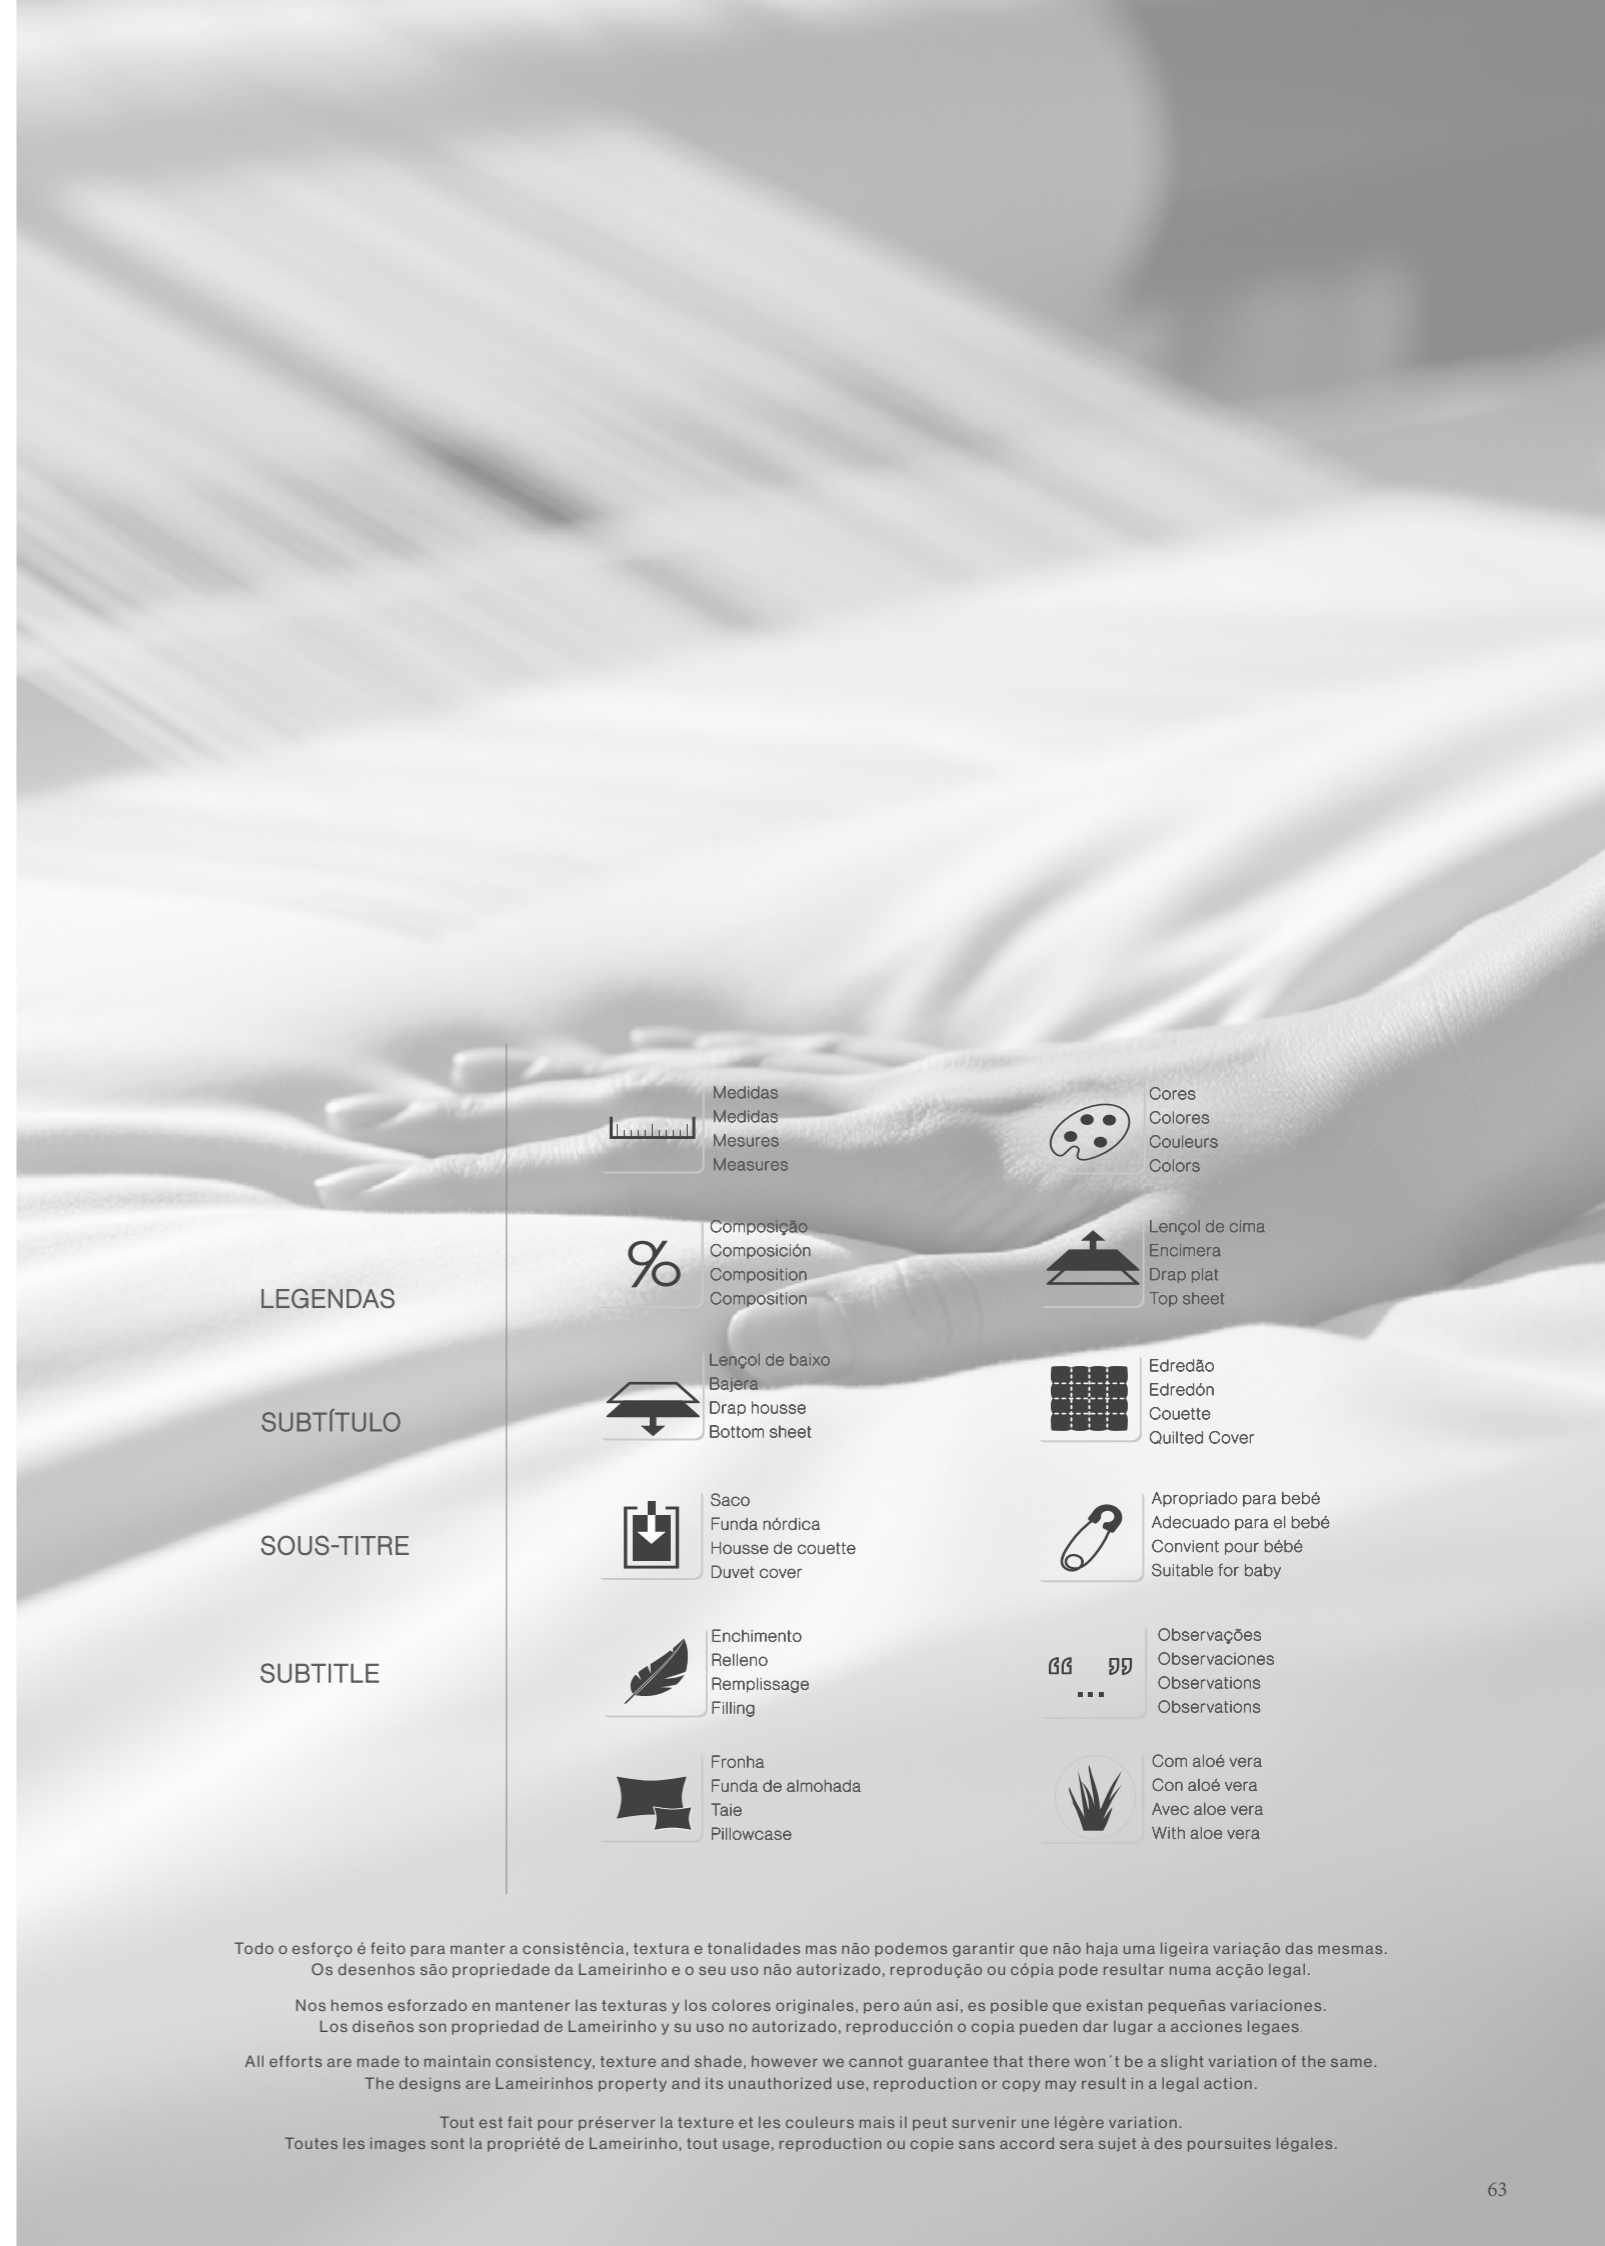 LEGENDAS
SUBTÍTULO
SOUS-TITRE
SUBTITLE
Medidas
Medidas
Mesures
Measures
Cores
Colores
Couleurs
Colors
Composição
Composición
Composition
Composition
Lençol de cima
Encimera
Drap plat
Top sheet
Lençol de baixo
Bajera
Drap housse
Bottom sheet
Edredão
Edredón
Couette
Quilted Cover
Saco
Funda nórdica
Housse de couette
Duvet cover
Apropriado para bebé
Adecuado para el bebé
Convient pour bébé
Suitable for baby
Enchimento
Relleno
Remplissage
Filling
Observações
Observaciones
Observations
Observations
Fronha
Funda de almohada
Taie
Pillowcase
Com aloé vera
Con aloé vera
Avec aloe vera
With aloe vera
Todo o esforço é feito para manter a consistência, textura e tonalidades mas não podemos garantir que não haja uma ligeira variação das mesmas.
Os desenhos são propriedade da Lameirinho e o seu uso não autorizado, reprodução ou cópia pode resultar numa acção legal.
Nos hemos esforzado en mantener las texturas y los colores originales, pero aún así, es posible que existan pequeñas variaciones.
Los diseños son propriedad de Lameirinho y su uso no autorizado, reproducción o copia pueden dar lugar a acciones legaes.
All efforts are made to maintain consistency, texture and shade, however we cannot guarantee that there won´t be a slight variation of the same.
The designs are Lameirinhos property and its unauthorized use, reproduction or copy may result in a legal action.
Tout est fait pour préserver la texture et les couleurs mais il peut survenir une légère variation.
Toutes les images sont la propriété de Lameirinho, tout usage, reproduction ou copie sans accord sera sujet à des poursuites légales.
63